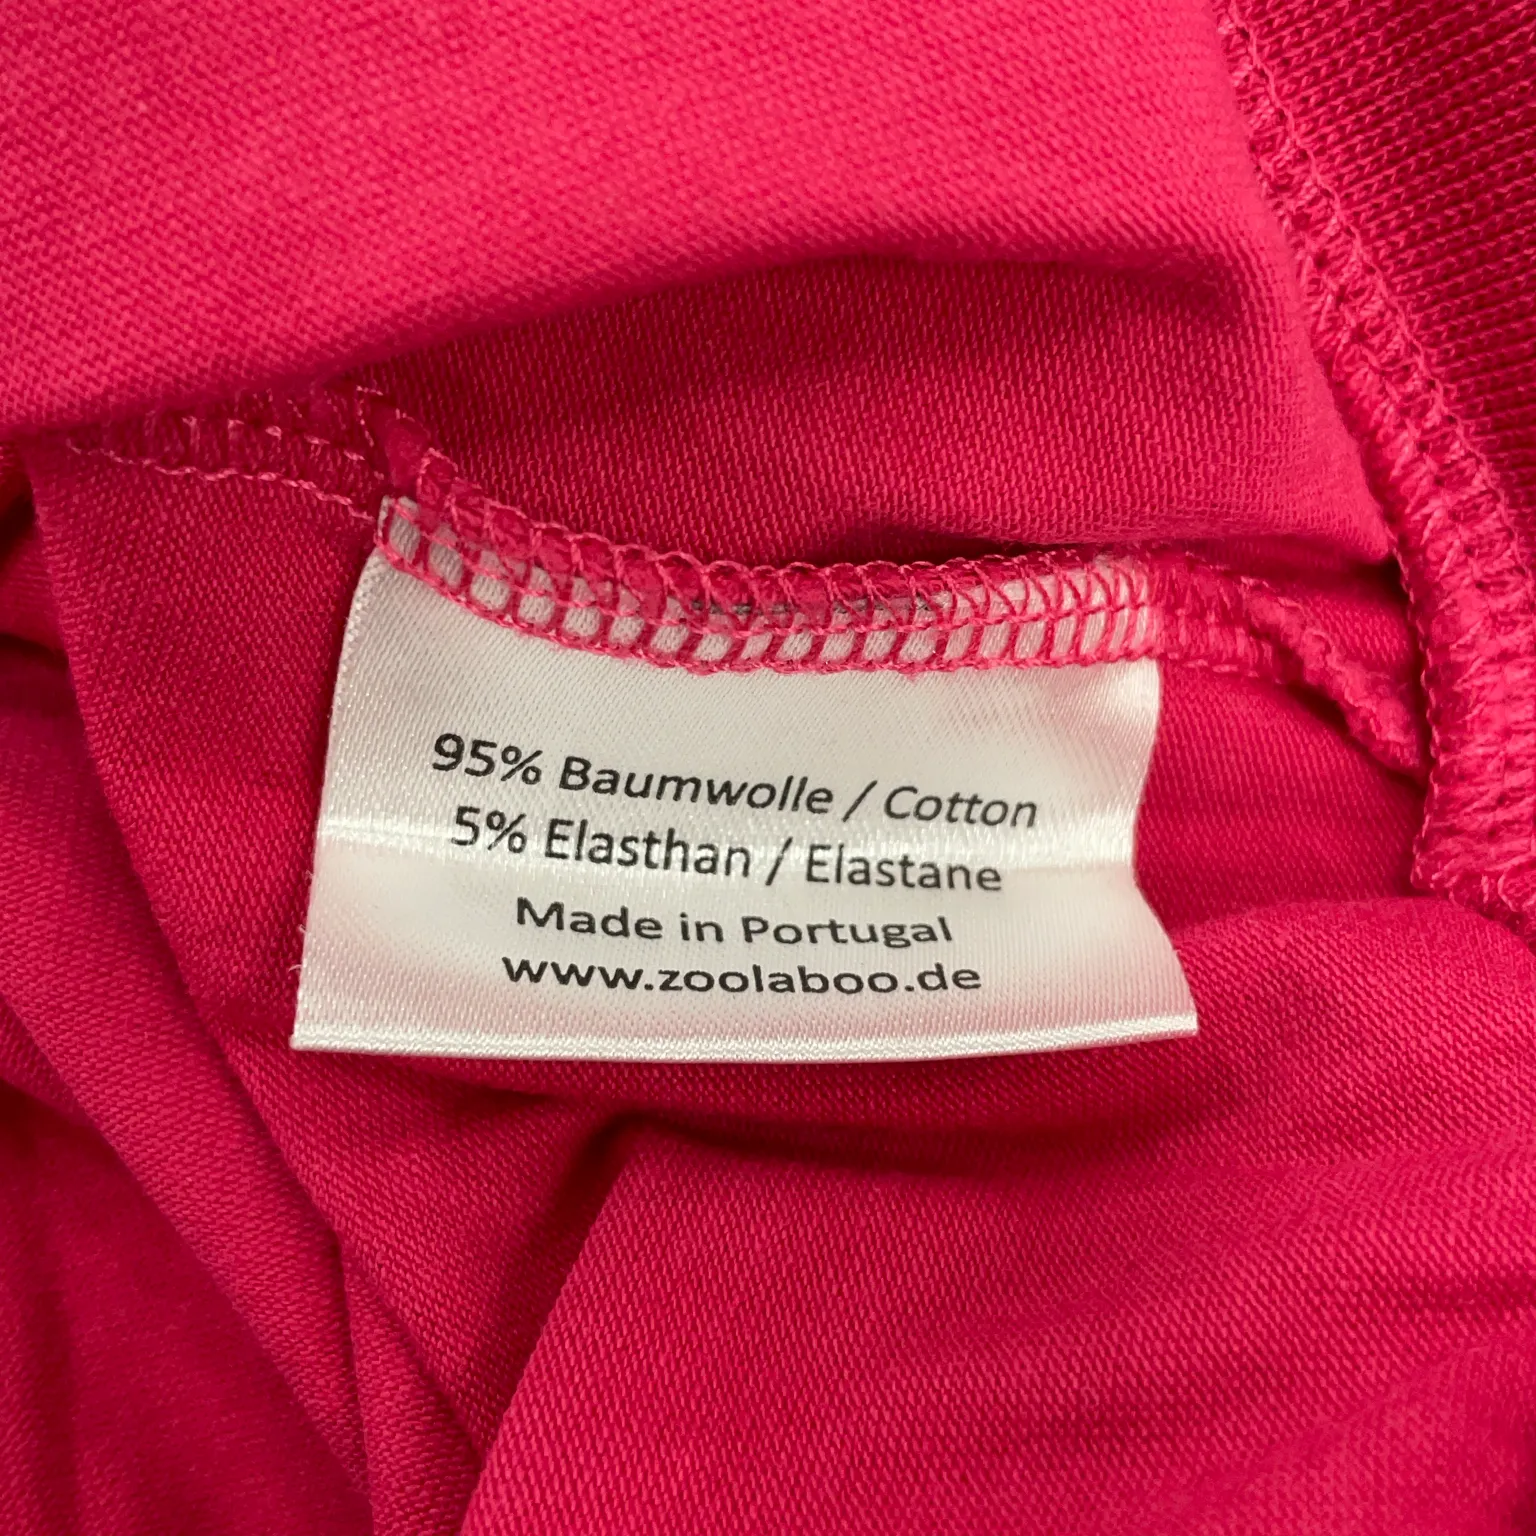 95% Baumwolle / Cotton
5% Elasthan / Elastane
Made in Portugal
www.zoolaboo.de